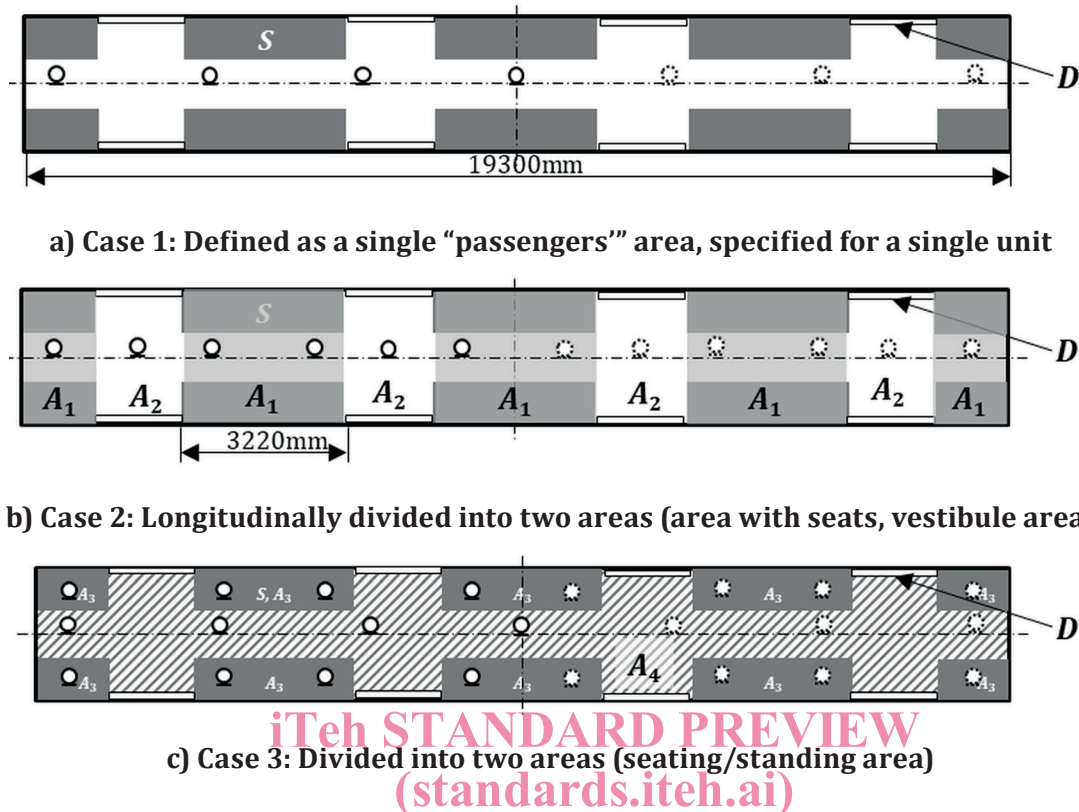 S
D
19300mm
a) Case 1: Defined as a single “passengers’” area, specified for a single unit
S
D
A₁ A₂ A₁ A₂ A₁ A₂ A₁ A₂ A₁
3220mm
b) Case 2: Longitudinally divided into two areas (area with seats, vestibule area
A₃ S, A₃ A₃ A₃ A₃
D
A₃ A₃ A₃ A₄ A₃ A₃
iTeh STANDARD PREVIEW
c) Case 3: Divided into two areas (seating/standing area)
(standards.iteh.ai)